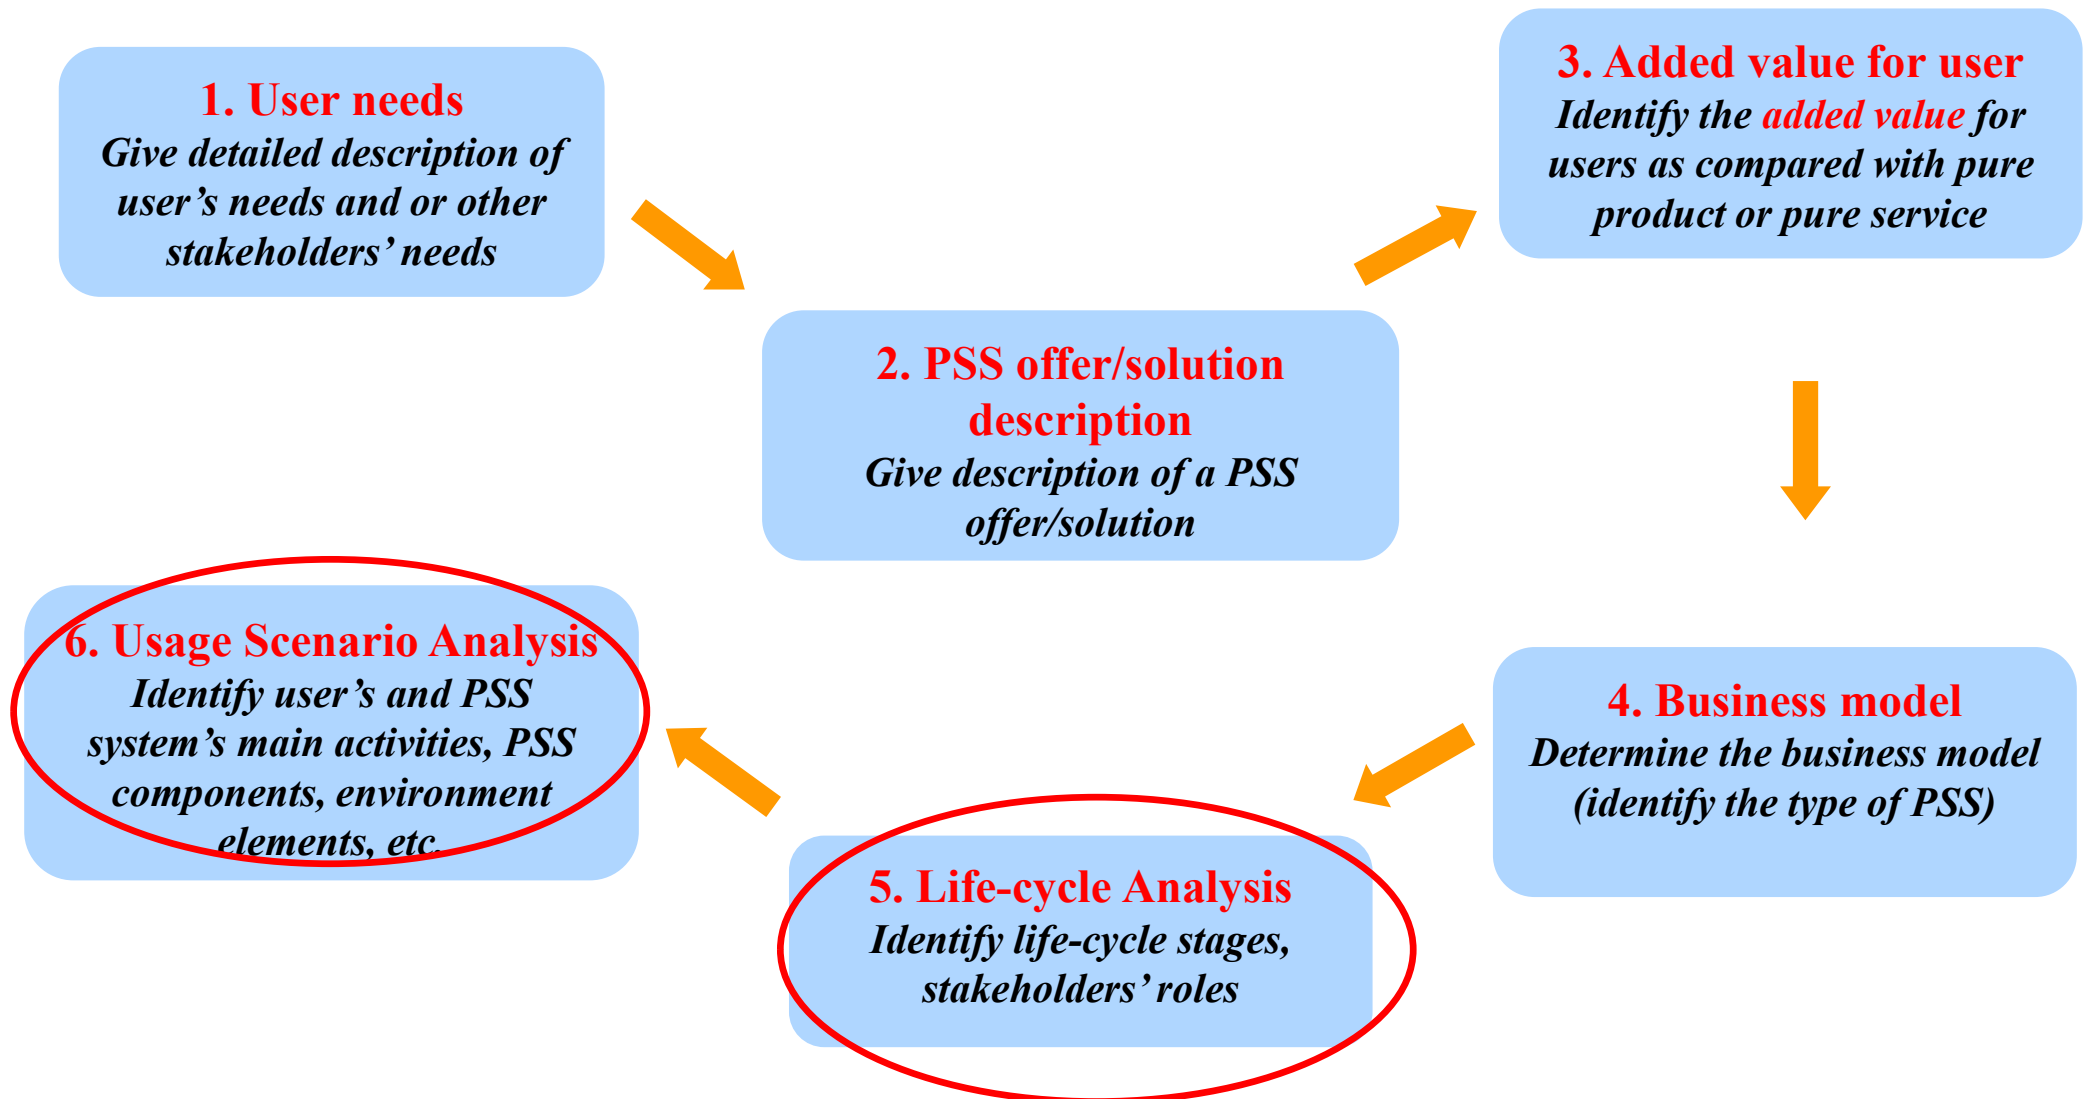 1. User needs
Give detailed description of
user’s needs and or other
stakeholders’ needs
2. PSS offer/solution
description
Give description of a PSS
offer/solution
3. Added value for user
Identify the added value for
users as compared with pure
product or pure service
4. Business model
Determine the business model
(identify the type of PSS)
5. Life-cycle Analysis
Identify life-cycle stages,
stakeholders’ roles
6. Usage Scenario Analysis
Identify user’s and PSS
system’s main activities, PSS
components, environment
elements, etc.